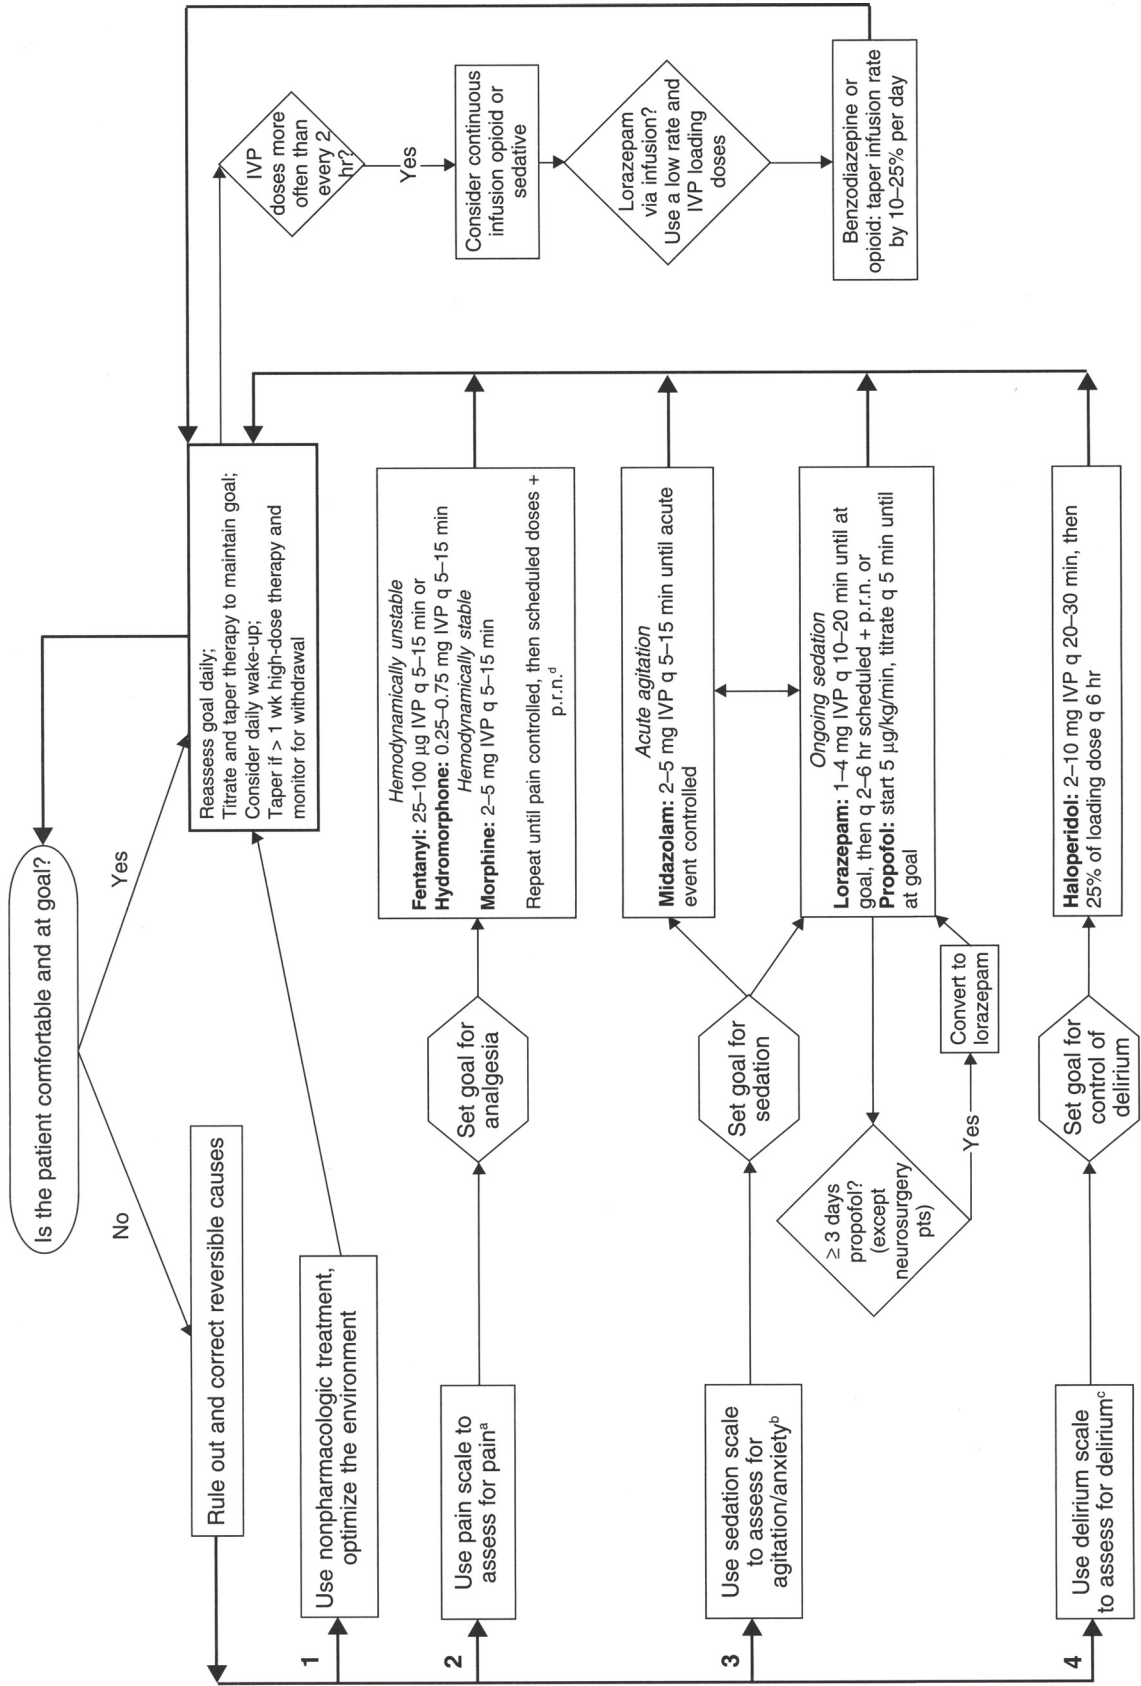 Is the patient comfortable and at goal?
No
Yes
Rule out and correct reversible causes
Reassess goal daily;
Titrate and taper therapy to maintain goal;
Consider daily wake-up;
Taper if > 1 wk high-dose therapy and
monitor for withdrawal
IVP
doses more
often than
every 2
hr?
Yes
Consider continuous
infusion opioid or
sedative
Lorazepam
via infusion?
Use a low rate and
IVP loading
doses
Benzodiazepine or
opioid: taper infusion rate
by 10–25% per day
1
Use nonpharmacologic treatment,
optimize the environment
2
Use pain scale to
assess for painᵃ
Set goal for
analgesia
Hemodynamically unstable
Fentanyl: 25–100 μg IVP q 5–15 min or
Hydromorphone: 0.25–0.75 mg IVP q 5–15 min
Hemodynamically stable
Morphine: 2–5 mg IVP q 5–15 min
Repeat until pain controlled, then scheduled doses +
p.r.n.ᵈ
3
Use sedation scale
to assess for
agitation/anxietyᵇ
Set goal for
sedation
Acute agitation
Midazolam: 2–5 mg IVP q 5–15 min until acute
event controlled
Ongoing sedation
Lorazepam: 1–4 mg IVP q 10–20 min until at
goal, then q 2–6 hr scheduled + p.r.n. or
Propofol: start 5 μg/kg/min, titrate q 5 min until
at goal
≥ 3 days
propofol?
(except
neurosurgery
pts)
Yes
Convert to
lorazepam
4
Use delirium scale
to assess for deliriumᶜ
Set goal for
control of
delirium
Haloperidol: 2–10 mg IVP q 20–30 min, then
25% of loading dose q 6 hr